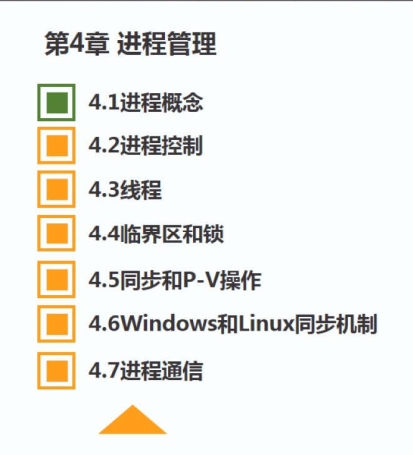 第4章 进程管理
4.1进程概念
4.2进程控制
4.3线程
4.4临界区和锁
4.5同步和P-V操作
4.6Windows和Linux同步机制
4.7进程通信